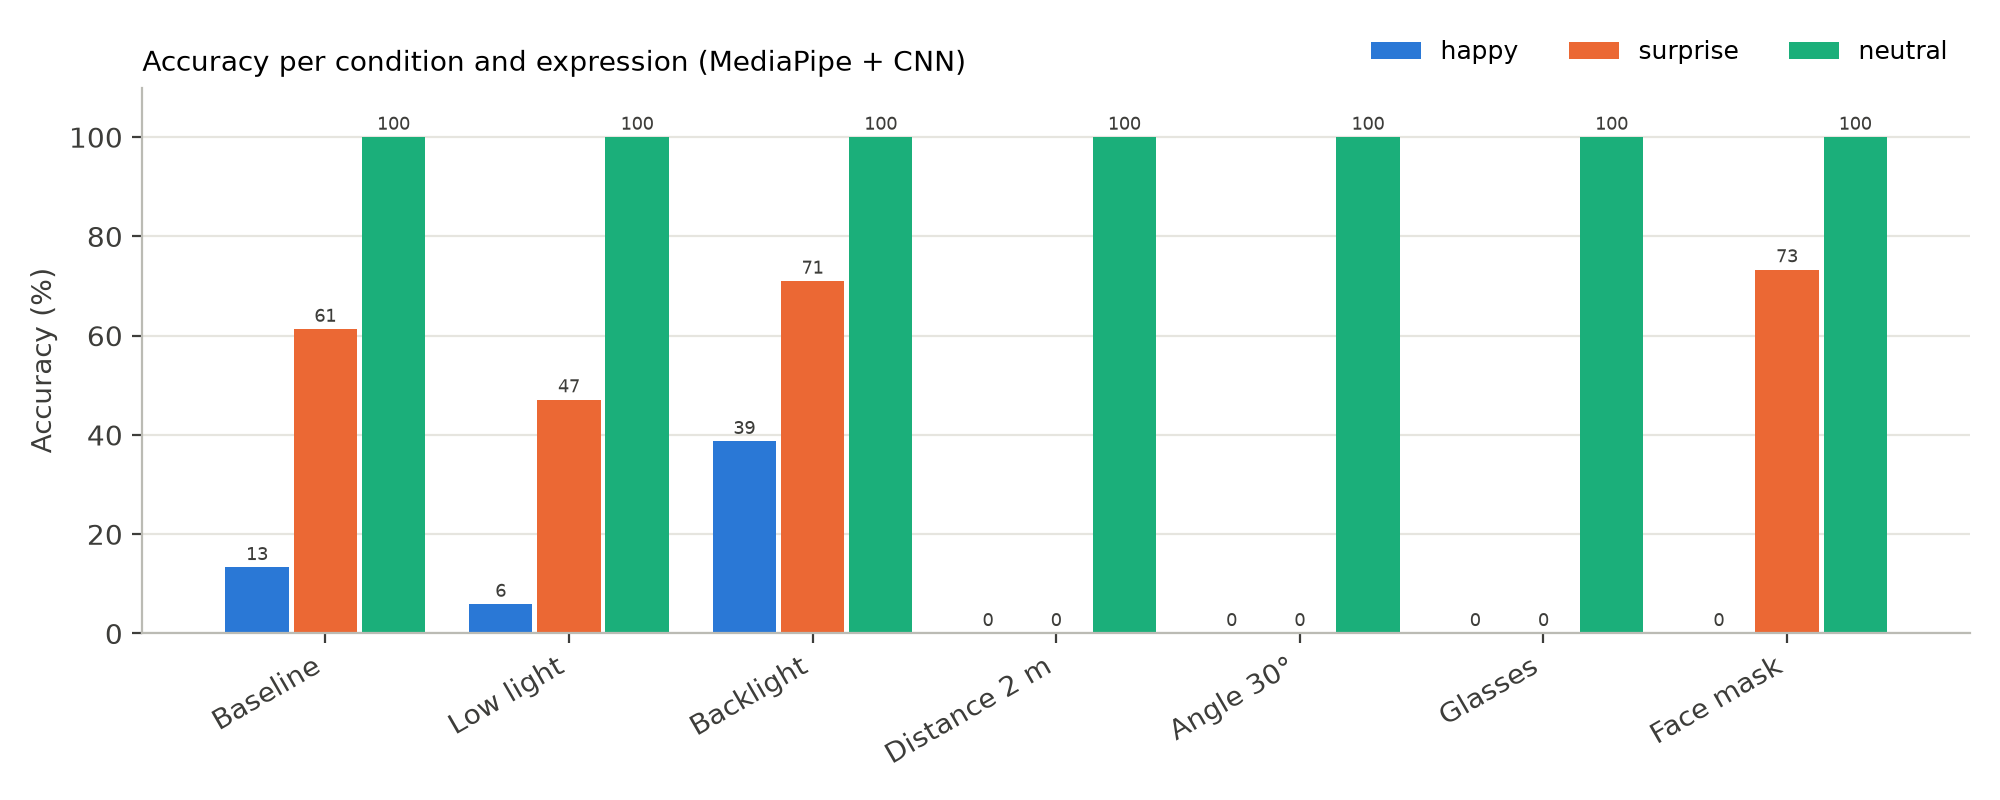 Accuracy per condition and expression (MediaPipe + CNN)
happy surprise neutral
Accuracy (%)
100
80
60
40
20
0
13 61 100
6 47 100
39 71 100
0 0 100
0 0 100
0 0 100
0 73 100
Baseline
Low light
Backlight
Distance 2 m
Angle 30°
Glasses
Face mask